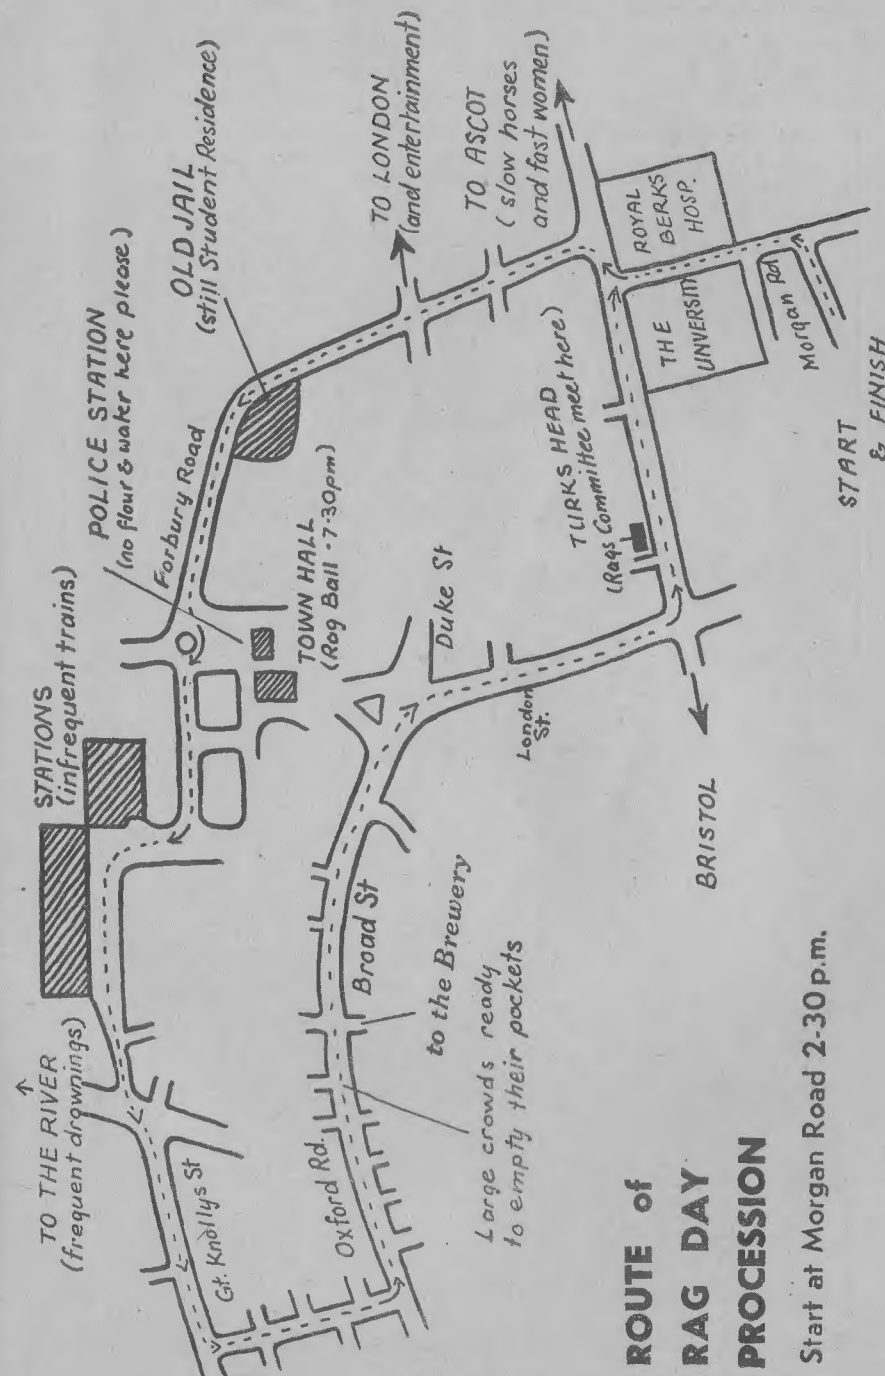 TO THE RIVER
(frequent drownings)
STATIONS
(infrequent trains)
POLICE STATION
(no flour & water here please)
OLD JAIL
(still Student Residence)
Forbury Road
TO LONDON
(and entertainment)
TO ASCOT
(slow horses
and fast women)
Gt. Knollys St
TOWN HALL
(Rag Ball - 7·30pm)
Oxford Rd.
Broad St
Duke St
to the Brewery
Large crowds ready
to empty their pockets
London
St.
TURKS HEAD
(Rags Committee meet here)
ROYAL
BERKS
HOSP.
THE
UNVERSITY
Morgan Rd
BRISTOL
START
& FINISH
ROUTE of
RAG DAY
PROCESSION
Start at Morgan Road 2-30 p.m.